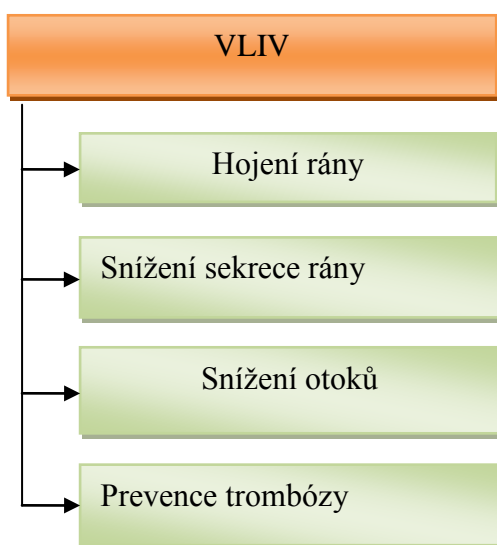 VLIV
Hojení rány
Snížení sekrece rány
Snížení otoků
Prevence trombózy